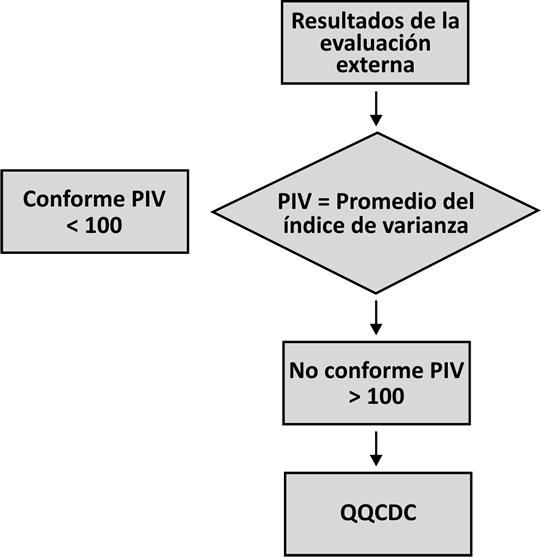 Resultados de la
evaluación
externa
Conforme PIV
< 100
PIV = Promedio del
índice de varianza
No conforme PIV
> 100
QQCDC